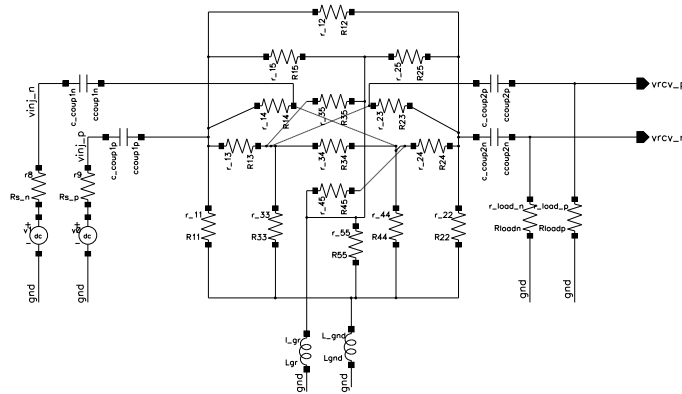 r_12
R12
r_15
R15
r_25
R25
vinj_n
c_coup1n
ccoup1n
c_coup2p
ccoup2p
vrcv_p
r_14
R14
r_35
R35
r_23
R23
vinj_p
c_coup1p
ccoup1p
c_coup2n
ccoup2n
r_13
R13
r_34
R34
r_24
R24
r8
Rs_n
r9
Rs_p
r_45
R45
r_11
R11
r_33
R33
r_44
R44
r_22
R22
r_load_n
Rloadn
r_load_p
Rloadp
dc
dc
r_55
R55
gnd
gnd
gnd
gnd
l_gr
Lgr
L_gnd
Lgnd
gnd
gnd